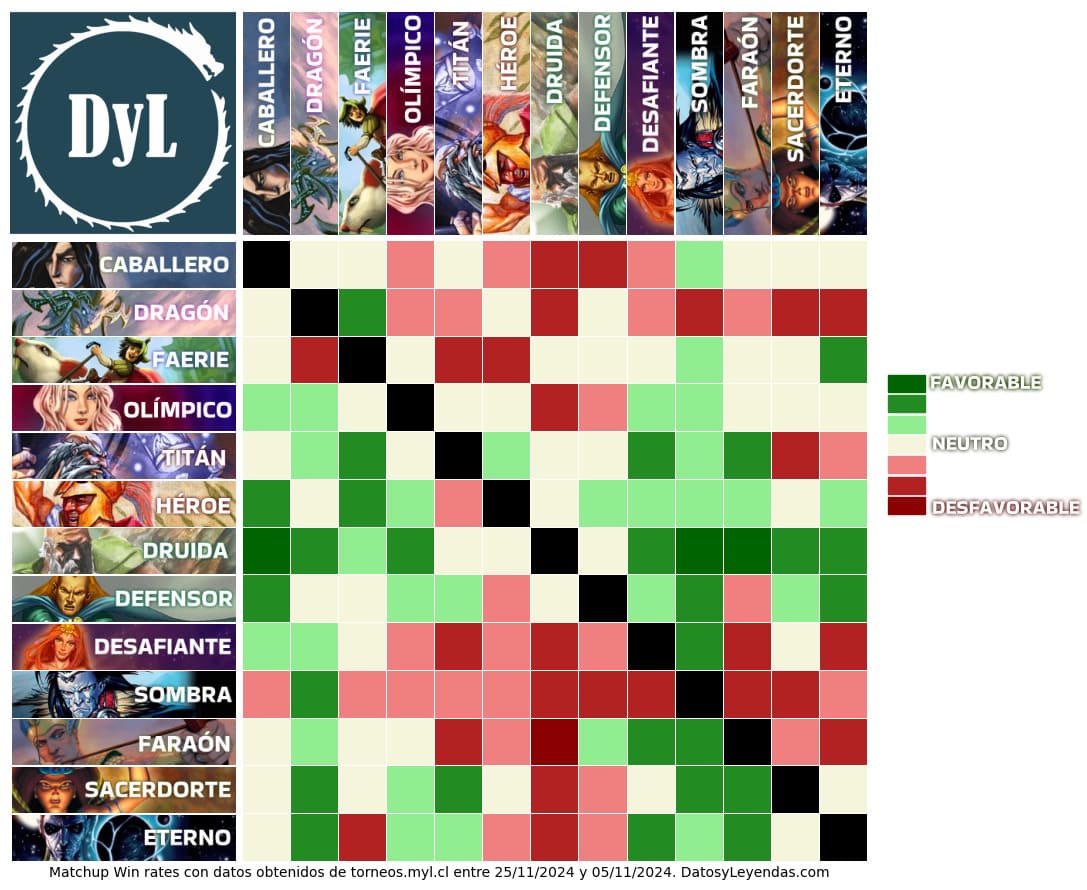 DyL
CABALLERO
DRAGÓN
FAERIE
OLÍMPICO
TITÁN
HÉROE
DRUIDA
DEFENSOR
DESAFIANTE
SOMBRA
FARAÓN
SACERDORTE
ETERNO
CABALLERO
DRAGÓN
FAERIE
OLÍMPICO
TITÁN
HÉROE
DRUIDA
DEFENSOR
DESAFIANTE
SOMBRA
FARAÓN
SACERDORTE
ETERNO
FAVORABLE
NEUTRO
DESFAVORABLE
Matchup Win rates con datos obtenidos de torneos.myl.cl entre 25/11/2024 y 05/11/2024. DatosyLeyendas.com